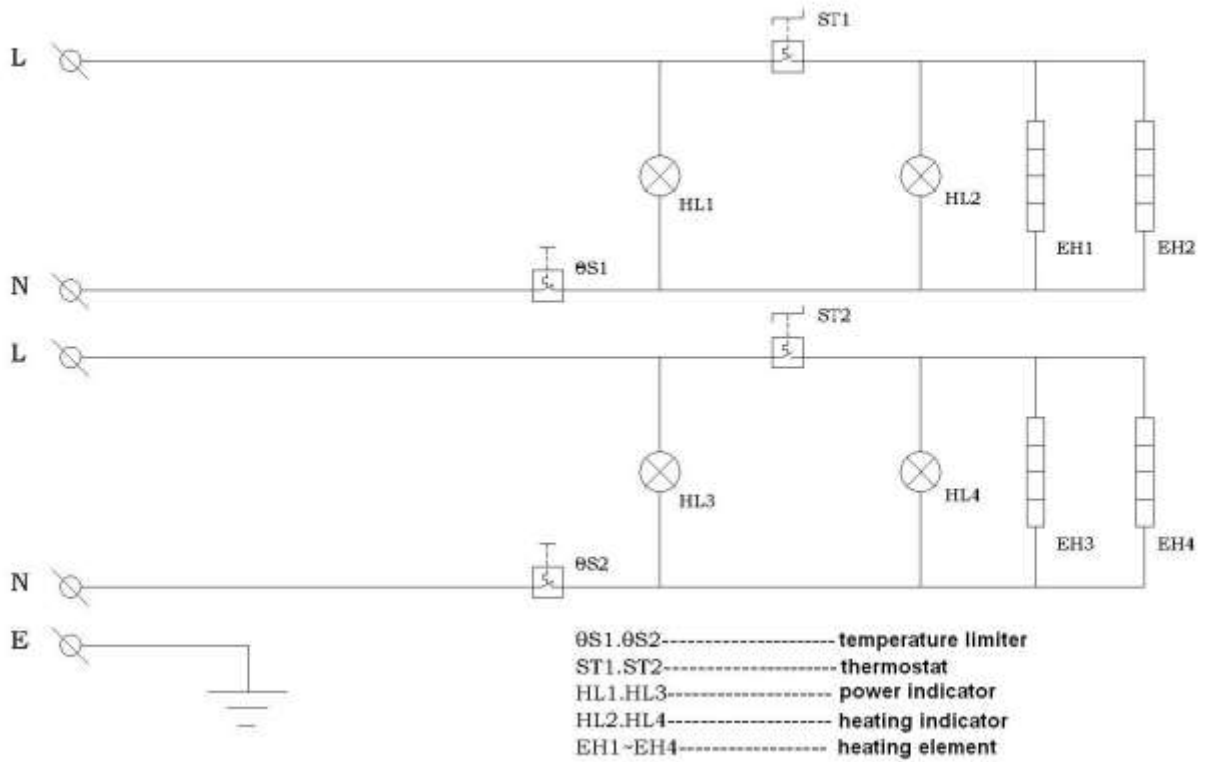 ST1
L
HL1
HL2
EH1
EH2
θS1
N
ST2
L
HL3
HL4
EH3
EH4
θS2
N
E
θS1.θS2------------------ temperature limiter
ST1.ST2------------------ thermostat
HL1.HL3------------------ power indicator
HL2.HL4------------------ heating indicator
EH1~EH4---------------- heating element